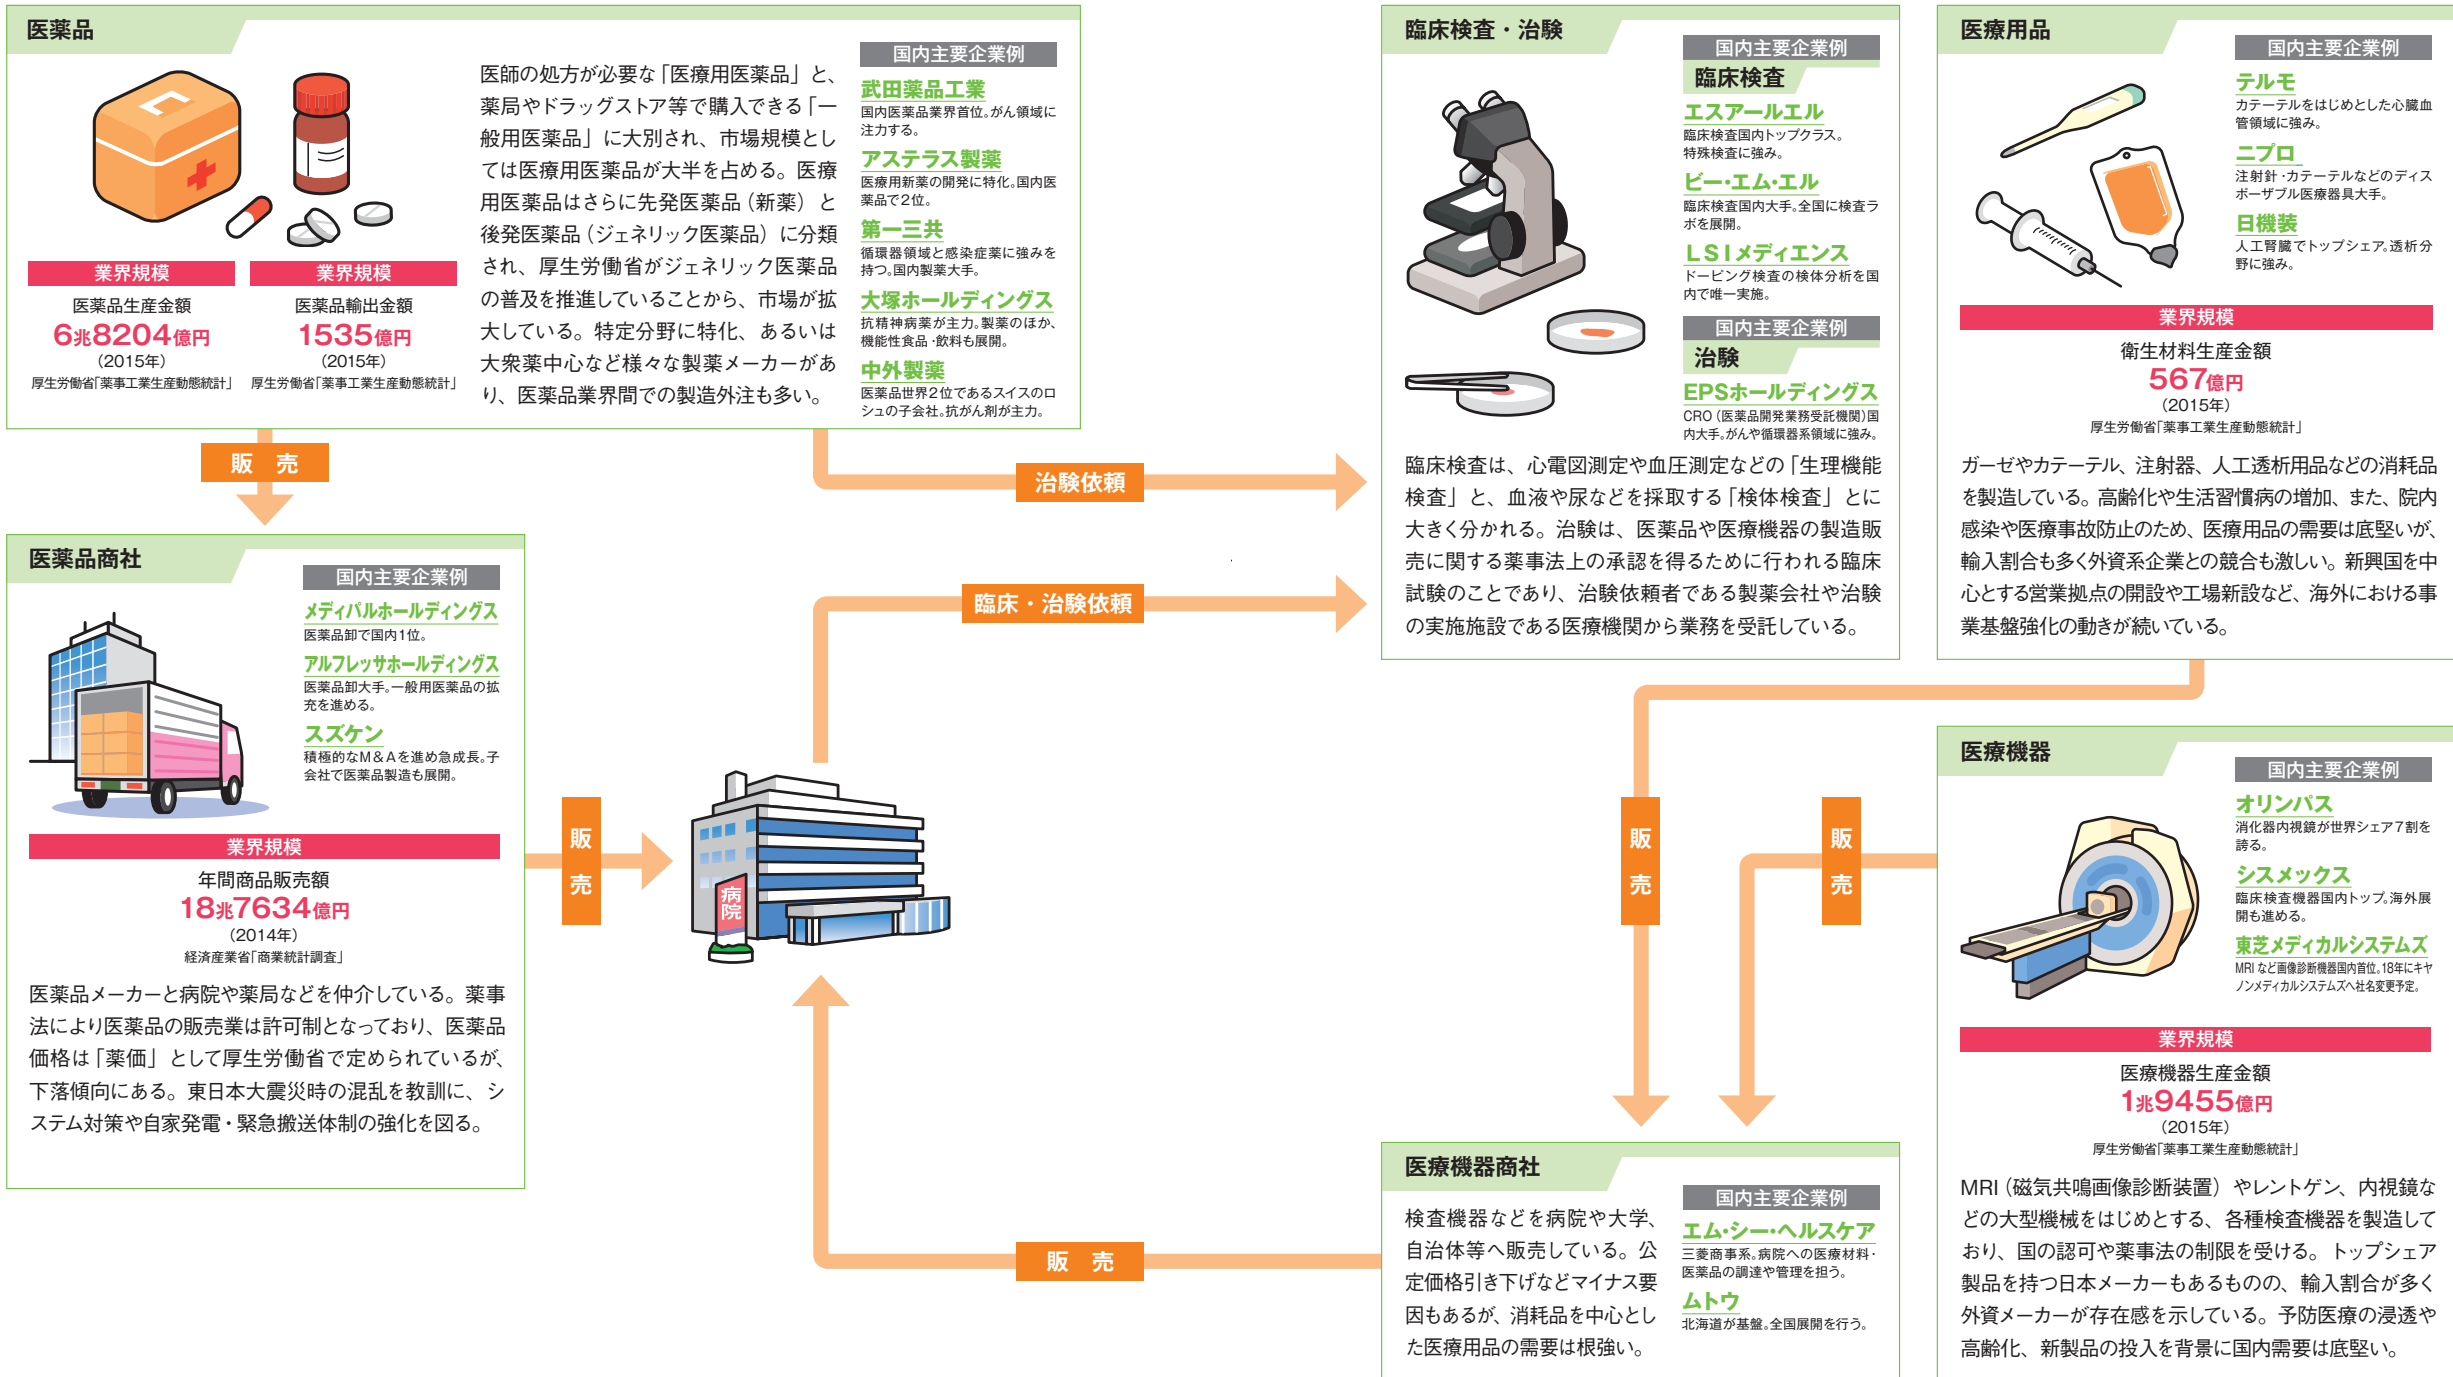 医薬品
業界規模
医薬品生産金額
6兆8204億円
(2015年)
厚生労働省「薬事工業生産動態統計」
業界規模
医薬品輸出金額
1535億円
(2015年)
厚生労働省「薬事工業生産動態統計」
医師の処方が必要な「医療用医薬品」と、
薬局やドラッグストア等で購入できる「一
般用医薬品」に大別され、市場規模とし
ては医療用医薬品が大半を占める。医療
用医薬品はさらに先発医薬品(新薬)と
後発医薬品(ジェネリック医薬品)に分類
され、厚生労働省がジェネリック医薬品
の普及を推進していることから、市場が拡
大している。特定分野に特化、あるいは
大衆薬中心など様々な製薬メーカーがあ
り、医薬品業界間での製造外注も多い。
国内主要企業例
武田薬品工業
国内医薬品業界首位。がん領域に
注力する。
アステラス製薬
医療用新薬の開発に特化。国内医
薬品で2位。
第一三共
循環器領域と感染症薬に強みを
持つ。国内製薬大手。
大塚ホールディングス
抗精神病薬が主力。製薬のほか、
機能性食品・飲料も展開。
中外製薬
医薬品世界2位であるスイスのロ
シュの子会社。抗がん剤が主力。
販売
治験依頼
臨床・治験依頼
臨床検査・治験
国内主要企業例
臨床検査
エスアールエル
臨床検査国内トップクラス。
特殊検査に強み。
ビー・エム・エル
臨床検査国内大手。全国に検査ラ
ボを展開。
LSIメディエンス
ドーピング検査の検体分析を国
内で唯一実施。
国内主要企業例
治験
EPSホールディングス
CRO(医薬品開発業務受託機関)国
内大手。がんや循環器系領域に強み。
臨床検査は、心電図測定や血圧測定などの「生理機能
検査」と、血液や尿などを採取する「検体検査」とに
大きく分かれる。治験は、医薬品や医療機器の製造販
売に関する薬事法上の承認を得るために行われる臨床
試験のことであり、治験依頼者である製薬会社や治験
の実施施設である医療機関から業務を受託している。
医療用品
国内主要企業例
テルモ
カテーテルをはじめとした心臓血
管領域に強み。
ニプロ
注射針・カテーテルなどのディス
ポーザブル医療器具大手。
日機装
人工腎臓でトップシェア。透析分
野に強み。
業界規模
衛生材料生産金額
567億円
(2015年)
厚生労働省「薬事工業生産動態統計」
ガーゼやカテーテル、注射器、人工透析用品などの消耗品
を製造している。高齢化や生活習慣病の増加、また、院内
感染や医療事故防止のため、医療用品の需要は底堅いが、
輸入割合も多く外資系企業との競合も激しい。新興国を中
心とする営業拠点の開設や工場新設など、海外における事
業基盤強化の動きが続いている。
医薬品商社
国内主要企業例
メディパルホールディングス
医薬品卸で国内1位。
アルフレッサホールディングス
医薬品卸大手。一般用医薬品の拡
充を進める。
スズケン
積極的なM&Aを進め急成長。子
会社で医薬品製造も展開。
業界規模
年間商品販売額
18兆7634億円
(2014年)
経済産業省「商業統計調査」
医薬品メーカーと病院や薬局などを仲介している。薬事
法により医薬品の販売業は許可制となっており、医薬品
価格は「薬価」として厚生労働省で定められているが、
下落傾向にある。東日本大震災時の混乱を教訓に、シ
ステム対策や自家発電・緊急搬送体制の強化を図る。
販売
病院
販売
販売
医療機器
国内主要企業例
オリンパス
消化器内視鏡が世界シェア7割を
誇る。
シスメックス
臨床検査機器国内トップ。海外展
開も進める。
東芝メディカルシステムズ
MRIなど画像診断機器国内首位。18年にキヤ
ノンメディカルシステムズへ社名変更予定。
業界規模
医療機器生産金額
1兆9455億円
(2015年)
厚生労働省「薬事工業生産動態統計」
MRI(磁気共鳴画像診断装置)やレントゲン、内視鏡な
どの大型機械をはじめとする、各種検査機器を製造して
おり、国の認可や薬事法の制限を受ける。トップシェア
製品を持つ日本メーカーもあるものの、輸入割合が多く
外資メーカーが存在感を示している。予防医療の浸透や
高齢化、新製品の投入を背景に国内需要は底堅い。
販売
医療機器商社
検査機器などを病院や大学、
自治体等へ販売している。公
定価格引き下げなどマイナス要
因もあるが、消耗品を中心とし
た医療用品の需要は根強い。
国内主要企業例
エム・シー・ヘルスケア
三菱商事系。病院への医療材料・
医薬品の調達や管理を担う。
ムトウ
北海道が基盤。全国展開を行う。